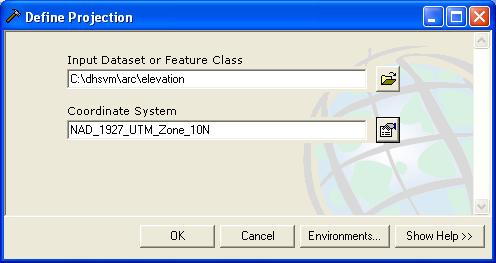 Define Projection
Input Dataset or Feature Class
C:\dhsvm\arc\elevation
Coordinate System
NAD_1927_UTM_Zone_10N
OK
Cancel
Environments...
Show Help >>